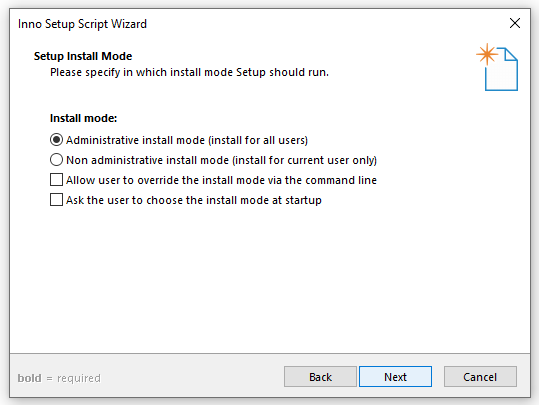 Inno Setup Script Wizard
Setup Install Mode
Please specify in which install mode Setup should run.
Install mode:
Administrative install mode (install for all users)
Non administrative install mode (install for current user only)
Allow user to override the install mode via the command line
Ask the user to choose the install mode at startup
bold = required
Back
Next
Cancel